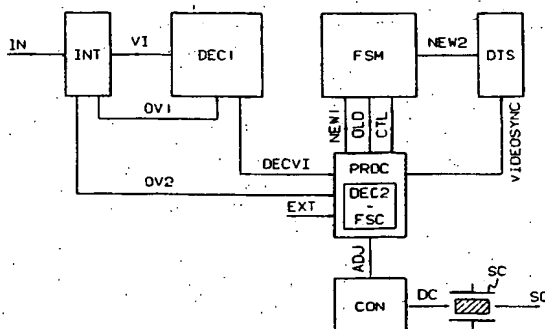 IN
INT
VI
DEC1
OV1
FSM
NEW2
DTS
NEW1
OLD
CTL
VIDEOSYNC
DECVI
OV2
EXT
PROC
DEC2
-
FSC
ADJ
CON
DC
SC
SO